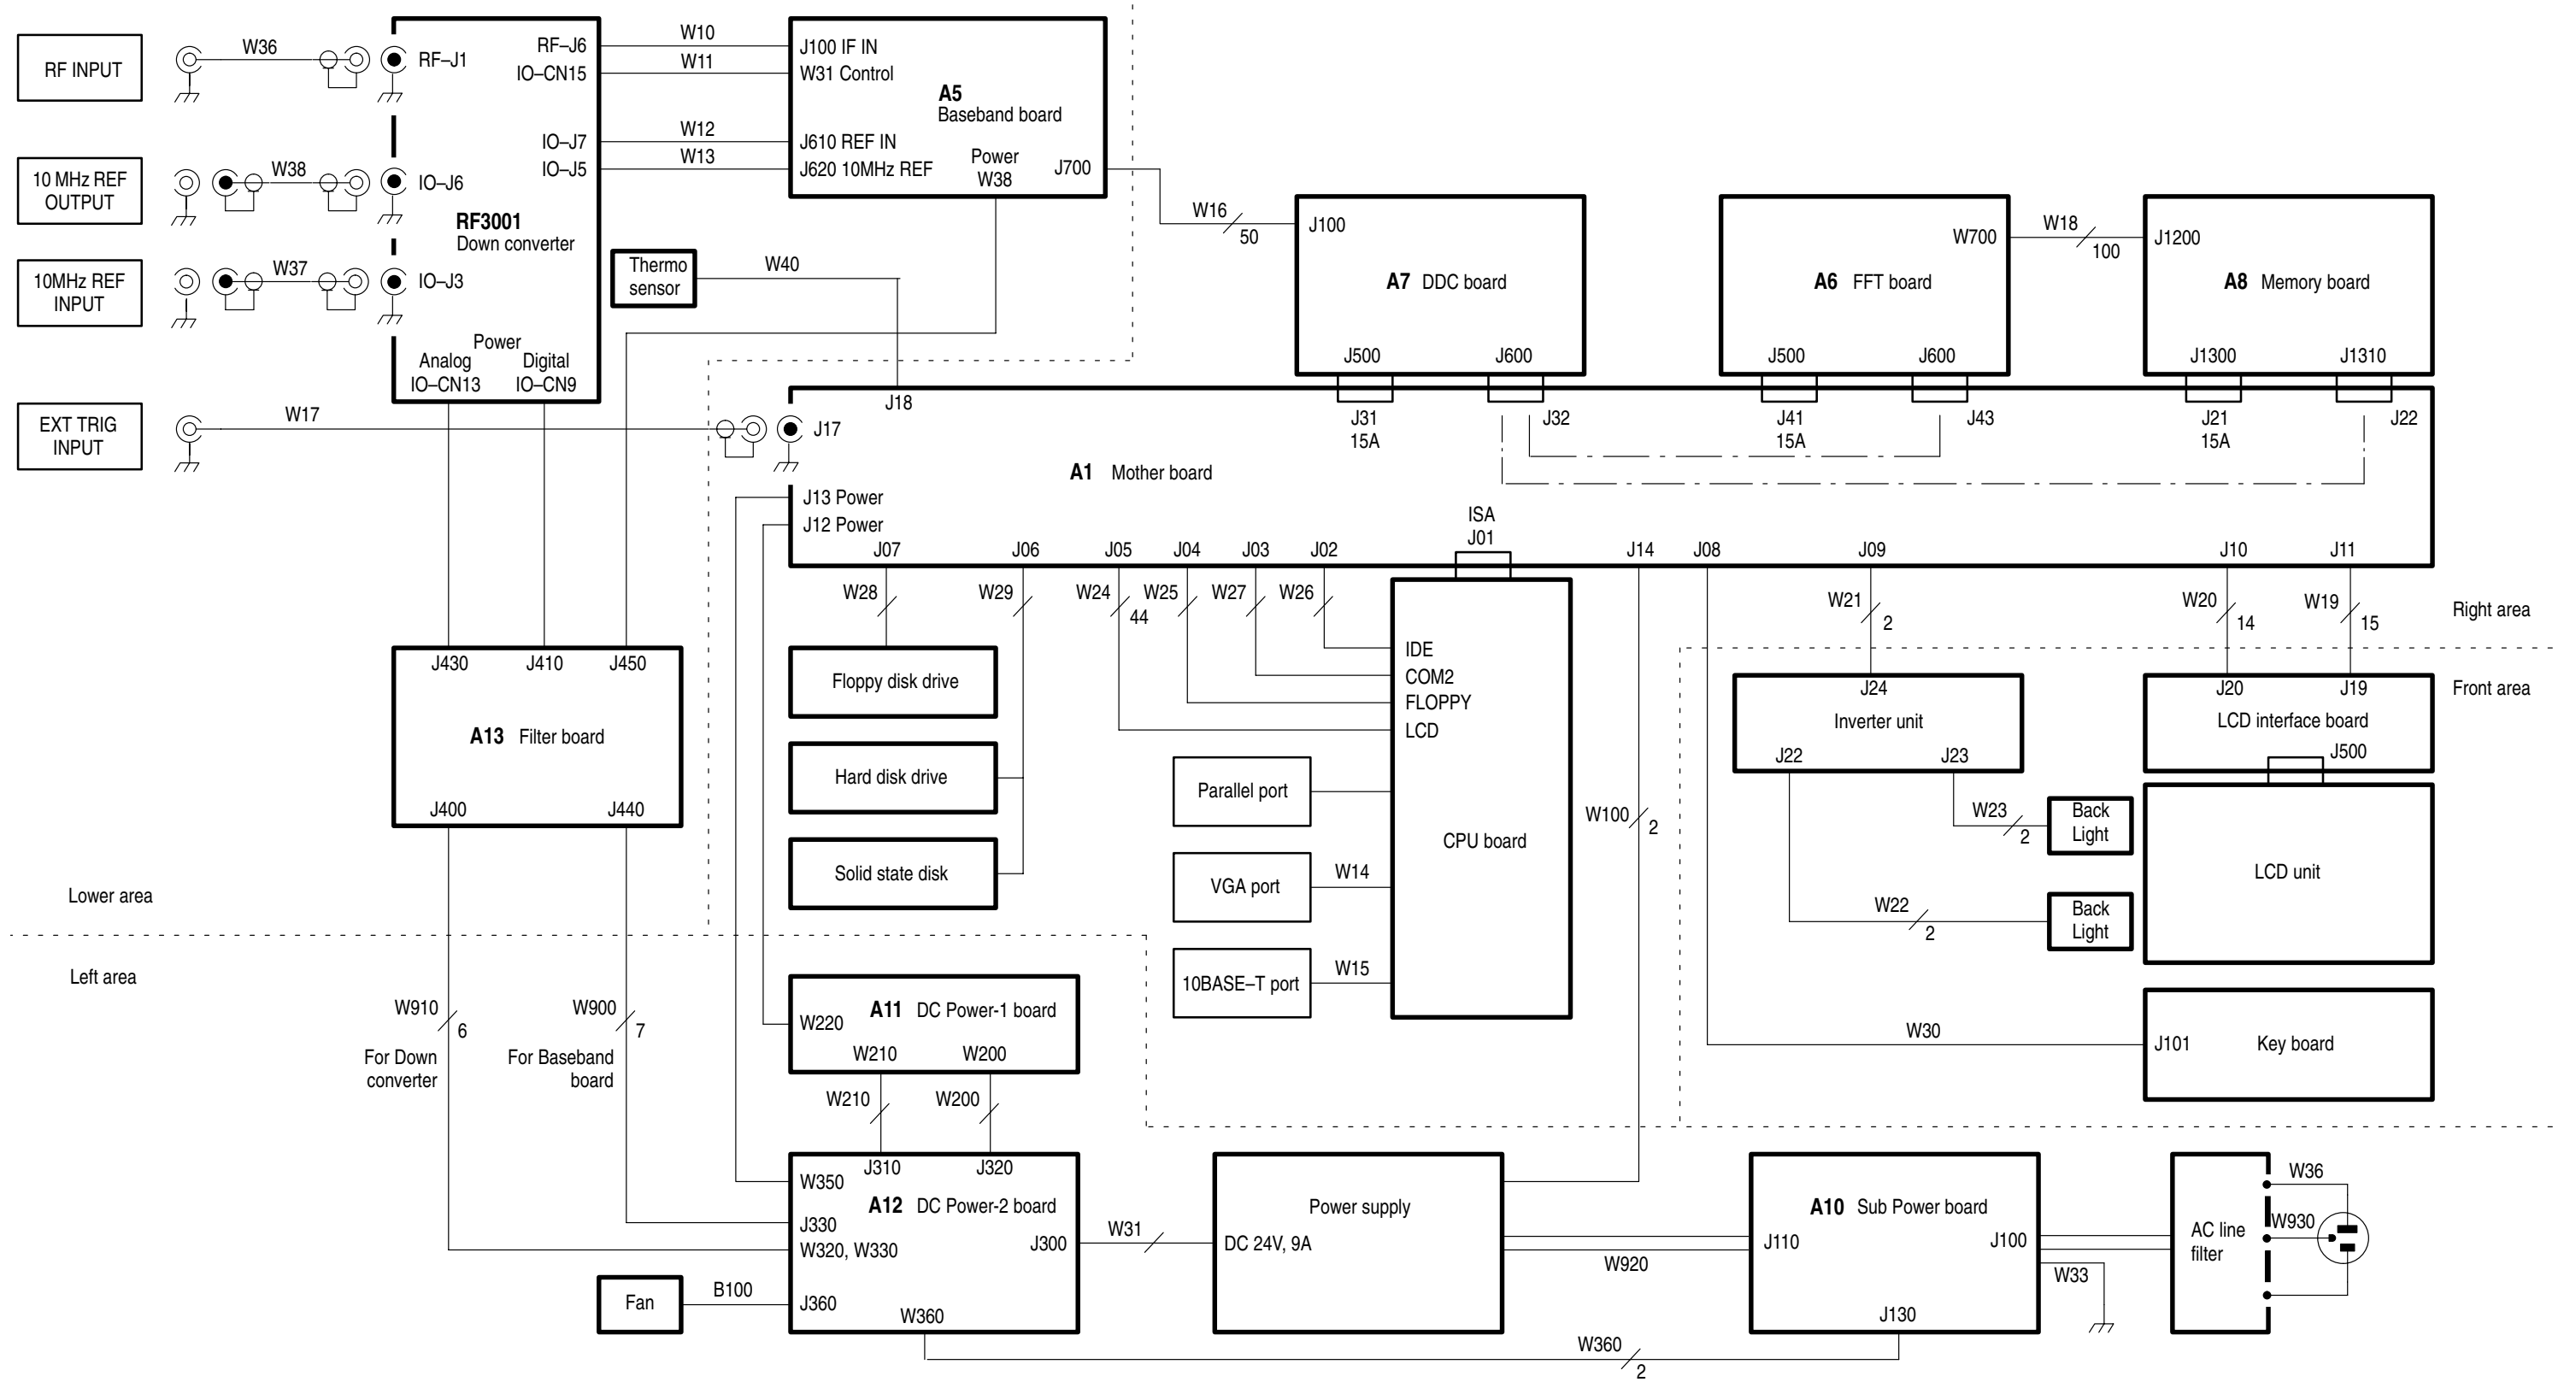 RF INPUT
W36
RF–J1
RF–J6
IO–CN15
W10
W11
J100 IF IN
W31 Control
A5
Baseband board
10 MHz REF
OUTPUT
W38
IO–J6
IO–J7
IO–J5
W12
W13
J610 REF IN
J620 10MHz REF
Power
W38
J700
RF3001
Down converter
10MHz REF
INPUT
W37
IO–J3
Power
Analog
IO–CN13
Digital
IO–CN9
Thermo
sensor
W40
W16
50
J100
A7 DDC board
J500
J600
W700
A6 FFT board
J500
J600
W18
100
J1200
A8 Memory board
J1300
J1310
EXT TRIG
INPUT
W17
J18
J17
J31
15A
J32
J41
15A
J43
J21
15A
J22
A1 Mother board
J13 Power
J12 Power
J07
J06
J05
J04
J03
J02
ISA
J01
J14
J08
J09
J10
J11
W28
W29
W24
44
W25
W27
W26
W21
2
W20
14
W19
15
Right area
Front area
J430
J410
J450
A13 Filter board
J400
J440
Floppy disk drive
Hard disk drive
Solid state disk
IDE
COM2
FLOPPY
LCD
CPU board
Parallel port
VGA port
W14
10BASE–T port
W15
W100
2
J24
Inverter unit
J22
J23
J20
J19
LCD interface board
J500
W23
2
Back
Light
W22
2
Back
Light
LCD unit
Lower area
Left area
W910
6
For Down
converter
W900
7
For Baseband
board
A11 DC Power-1 board
W220
W210
W200
W210
W200
W30
J101
Key board
J310
J320
W350
A12 DC Power-2 board
J330
W320, W330
J300
J360
W360
Fan
B100
W31
Power supply
DC 24V, 9A
W920
A10 Sub Power board
J110
J100
J130
W33
AC line
filter
W36
W930
W360
2